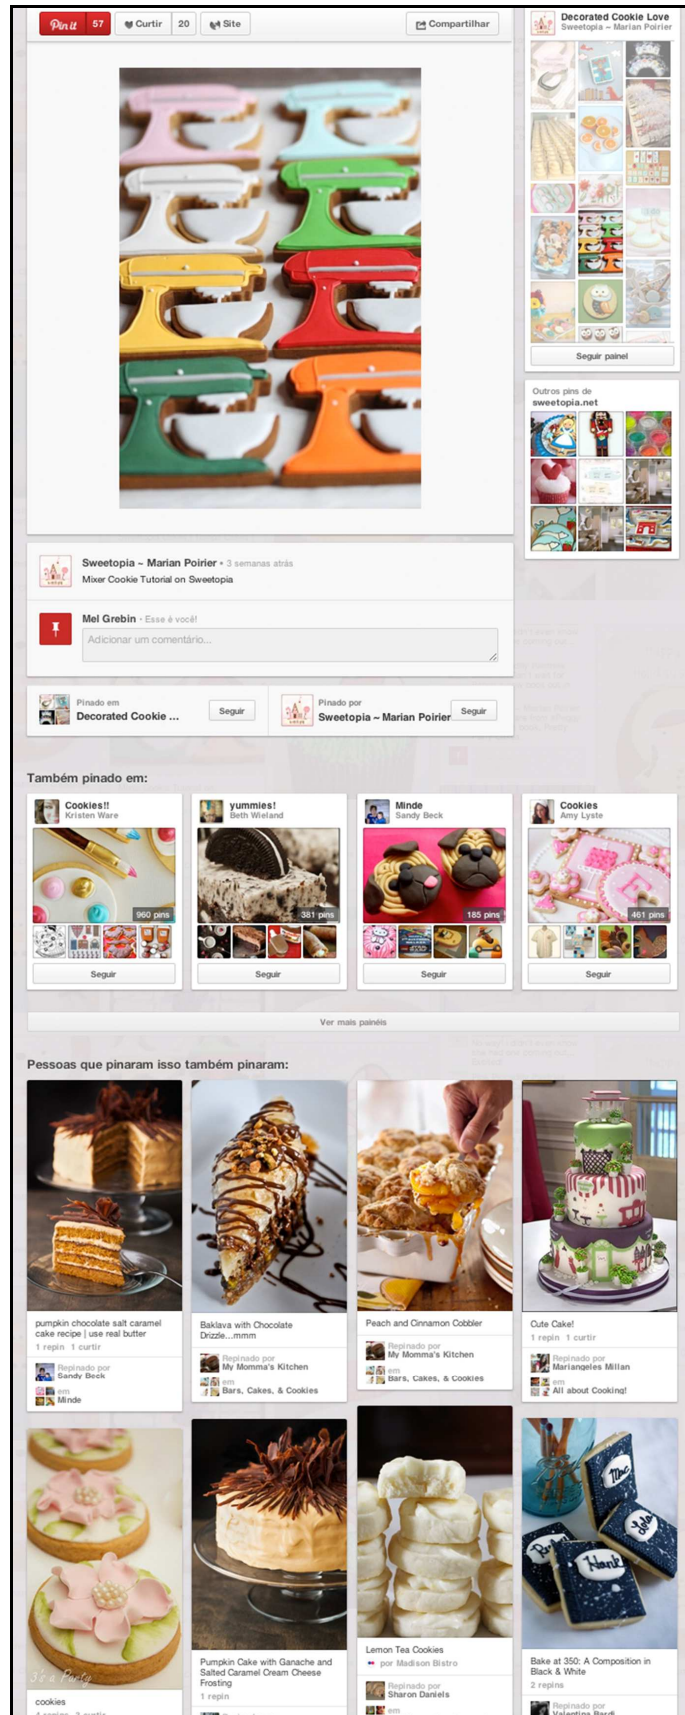 Pin it 57 Curtir 20 Site Compartilhar
Decorated Cookie Love
Sweetopia ~ Marian Poirier
Seguir painel
Outros pins de
sweetopia.net
Sweetopia ~ Marian Poirier • 3 semanas atrás
Mixer Cookie Tutorial on Sweetopia
Mel Grebin · Esse é você!
Adicionar um comentário...
Pinado em
Decorated Cookie ...
Seguir
Pinado por
Sweetopia ~ Marian Poirier
Seguir
Também pinado em:
Cookies!!
Kristen Ware
960 pins
Seguir
yummies!
Beth Wieland
381 pins
Seguir
Minde
Sandy Beck
185 pins
Seguir
Cookies
Amy Lyste
461 pins
Seguir
Ver mais painéis
Pessoas que pinaram isso também pinaram:
pumpkin chocolate salt caramel
cake recipe | use real butter
1 repin 1 curtir
Repinado por
Sandy Beck
em
Minde
Baklava with Chocolate
Drizzle...mmm
Repinado por
My Momma's Kitchen
em
Bars, Cakes, & Cookies
Peach and Cinnamon Cobbler
Repinado por
My Momma's Kitchen
em
Bars, Cakes, & Cookies
Cute Cake!
1 repin 1 curtir
Repinado por
Mariangeles Millan
em
All about Cooking!
3's a Party
cookies
Pumpkin Cake with Ganache and
Salted Caramel Cream Cheese
Frosting
1 repin
Lemon Tea Cookies
por Madison Bistro
Repinado por
Sharon Daniels
em
Mac
Lola
Hank
Bake at 350: A Composition in
Black & White
2 repins
Repinado por
Valentina Bardi